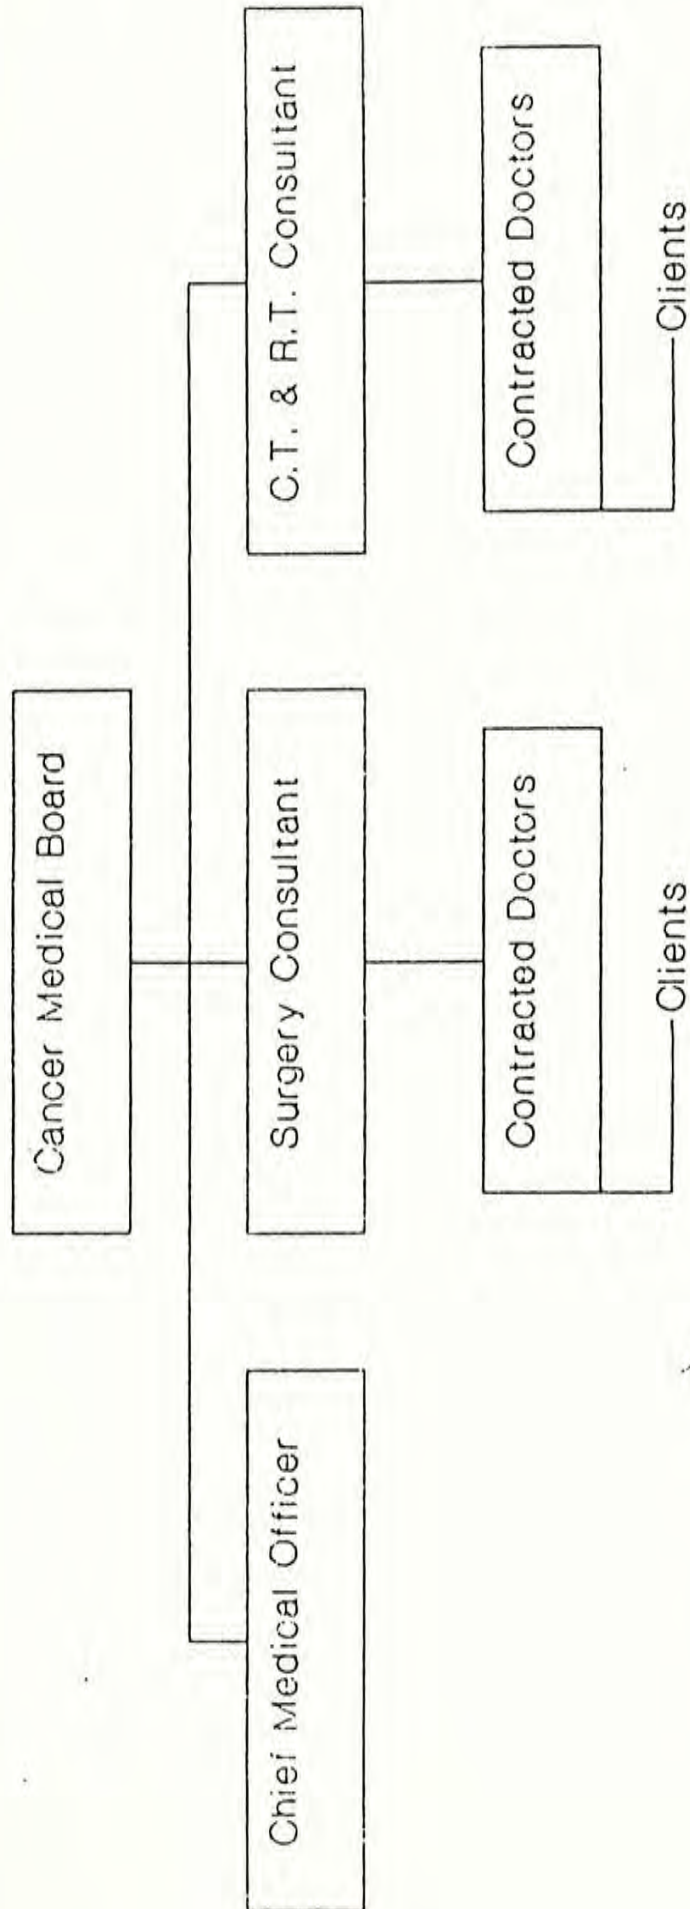 Cancer Medical Board
Chief Medical Officer
Surgery Consultant
C.T. & R.T. Consultant
Contracted Doctors
Contracted Doctors
Clients
Clients